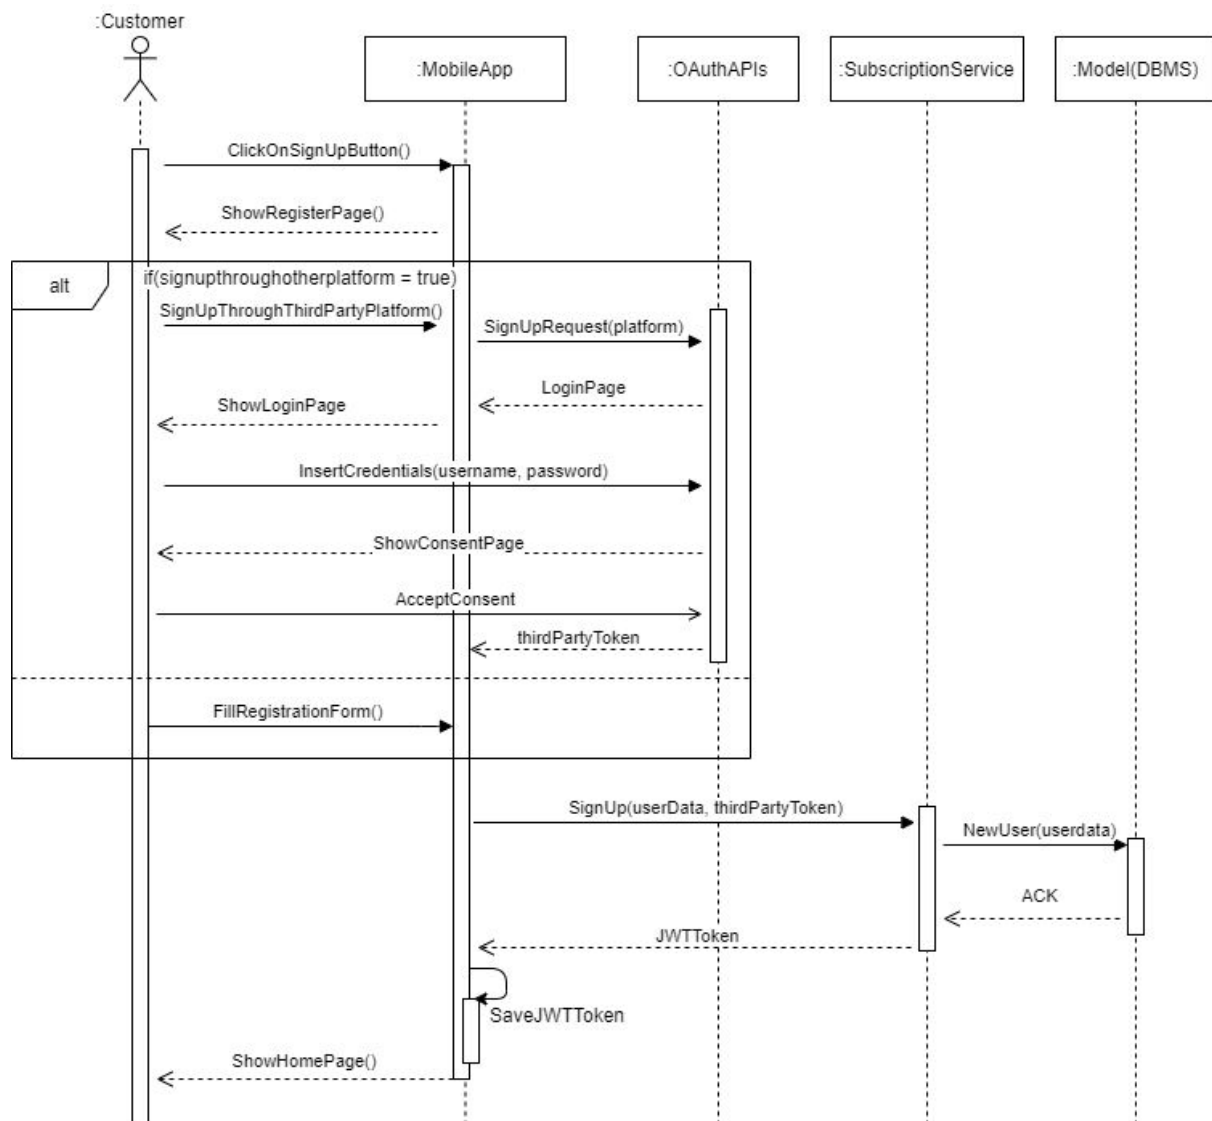 :Customer
:MobileApp
:OAuthAPIs
:SubscriptionService
:Model(DBMS)
ClickOnSignUpButton()
ShowRegisterPage()
alt
if(signupthroughotherplatform = true)
SignUpThroughThirdPartyPlatform()
SignUpRequest(platform)
LoginPage
ShowLoginPage
InsertCredentials(username, password)
ShowConsentPage
AcceptConsent
thirdPartyToken
FillRegistrationForm()
SignUp(userData, thirdPartyToken)
NewUser(userdata)
ACK
JWTToken
SaveJWTToken
ShowHomePage()